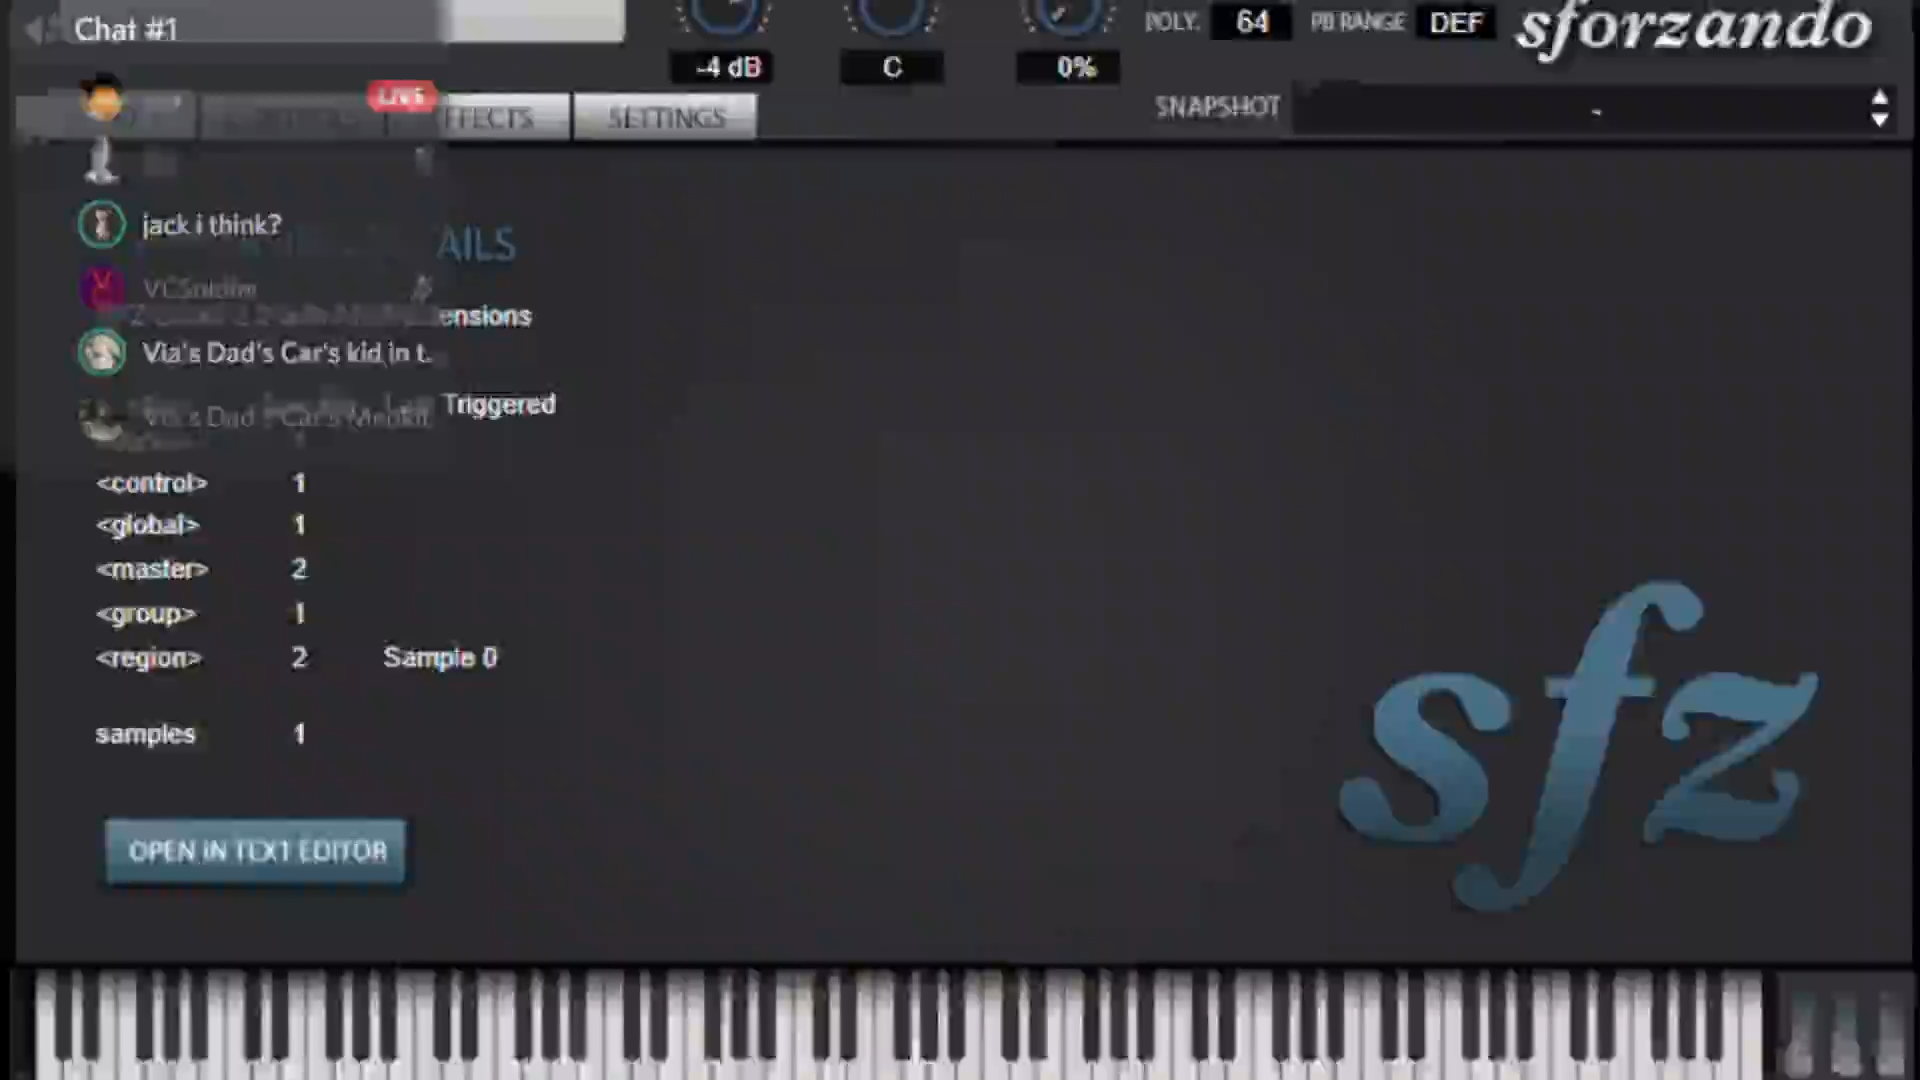 Chat #1
POLY. 64 PB RANGE DEF sforzando
-4 dB C 0%
LIVE
SETTINGS
SNAPSHOT -
jack i think?
AILS
ensions
Via's Dad's Car's kid in t..
Triggered
<control> 1
<global> 1
<master> 2
<group> 1
<region> 2 Sample 0
samples 1
OPEN IN TEXT EDITOR
sfz